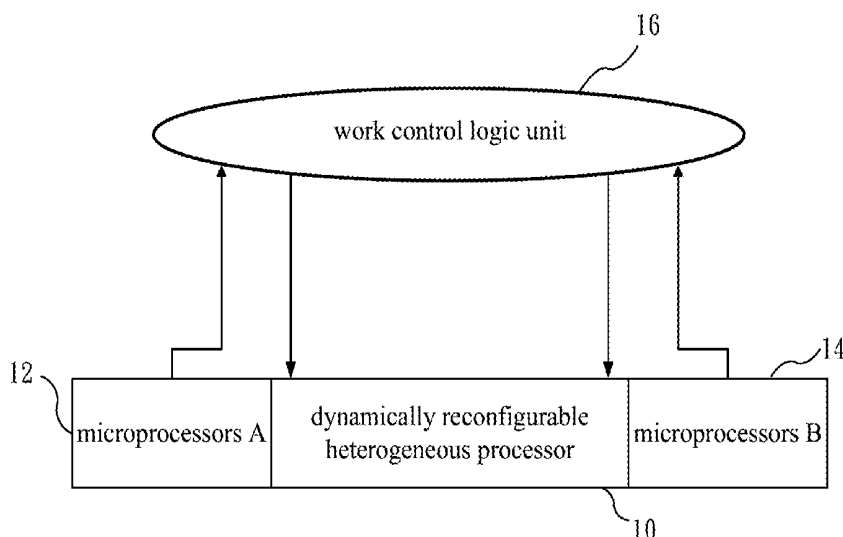 16
work control logic unit
12
14
microprocessors A
dynamically reconfigurable
heterogeneous processor
microprocessors B
10